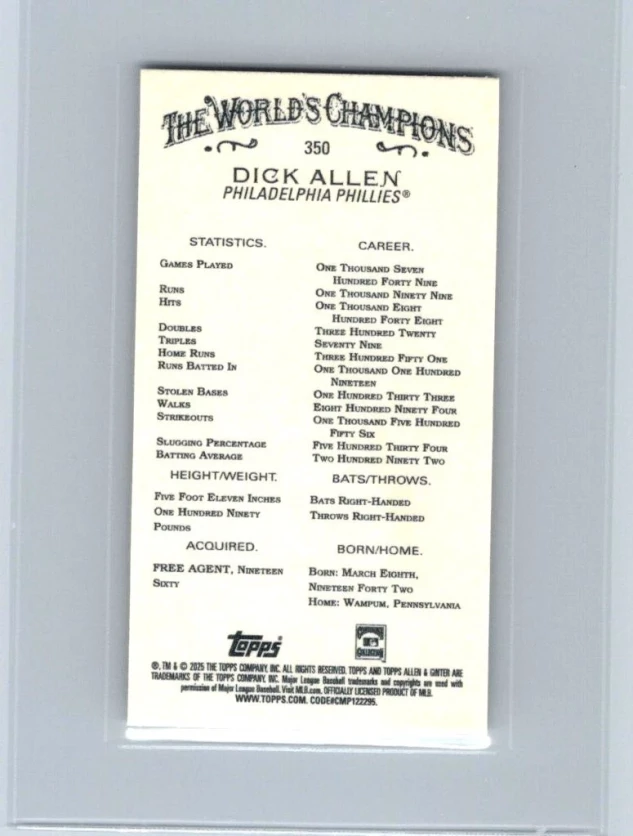 THE WORLD'S CHAMPIONS
350
DICK ALLEN
PHILADELPHIA PHILLIES®
STATISTICS. CAREER.
GAMES PLAYED ONE THOUSAND SEVEN
HUNDRED FORTY NINE
RUNS ONE THOUSAND NINETY NINE
HITS ONE THOUSAND EIGHT
HUNDRED FORTY EIGHT
DOUBLES THREE HUNDRED TWENTY
TRIPLES SEVENTY NINE
HOME RUNS THREE HUNDRED FIFTY ONE
RUNS BATTED IN ONE THOUSAND ONE HUNDRED
NINETEEN
STOLEN BASES ONE HUNDRED THIRTY THREE
WALKS EIGHT HUNDRED NINETY FOUR
STRIKEOUTS ONE THOUSAND FIVE HUNDRED
FIFTY SIX
SLUGGING PERCENTAGE FIVE HUNDRED THIRTY FOUR
BATTING AVERAGE TWO HUNDRED NINETY TWO
HEIGHT/WEIGHT. BATS/THROWS.
FIVE FOOT ELEVEN INCHES BATS RIGHT-HANDED
ONE HUNDRED NINETY THROWS RIGHT-HANDED
POUNDS
ACQUIRED. BORN/HOME.
FREE AGENT, NINETEEN BORN: MARCH EIGHTH,
SIXTY NINETEEN FORTY TWO
HOME: WAMPUM, PENNSYLVANIA
topps
®, TM & © 2025 THE TOPPS COMPANY, INC. ALL RIGHTS RESERVED. TOPPS AND TOPPS ALLEN & GINTER ARE
TRADEMARKS OF THE TOPPS COMPANY, INC. Major League Baseball trademarks and copyrights are used with
permission of Major League Baseball. Visit MLB.com. OFFICIALLY LICENSED PRODUCT OF MLB.
WWW.TOPPS.COM. CODE#CMP122295.